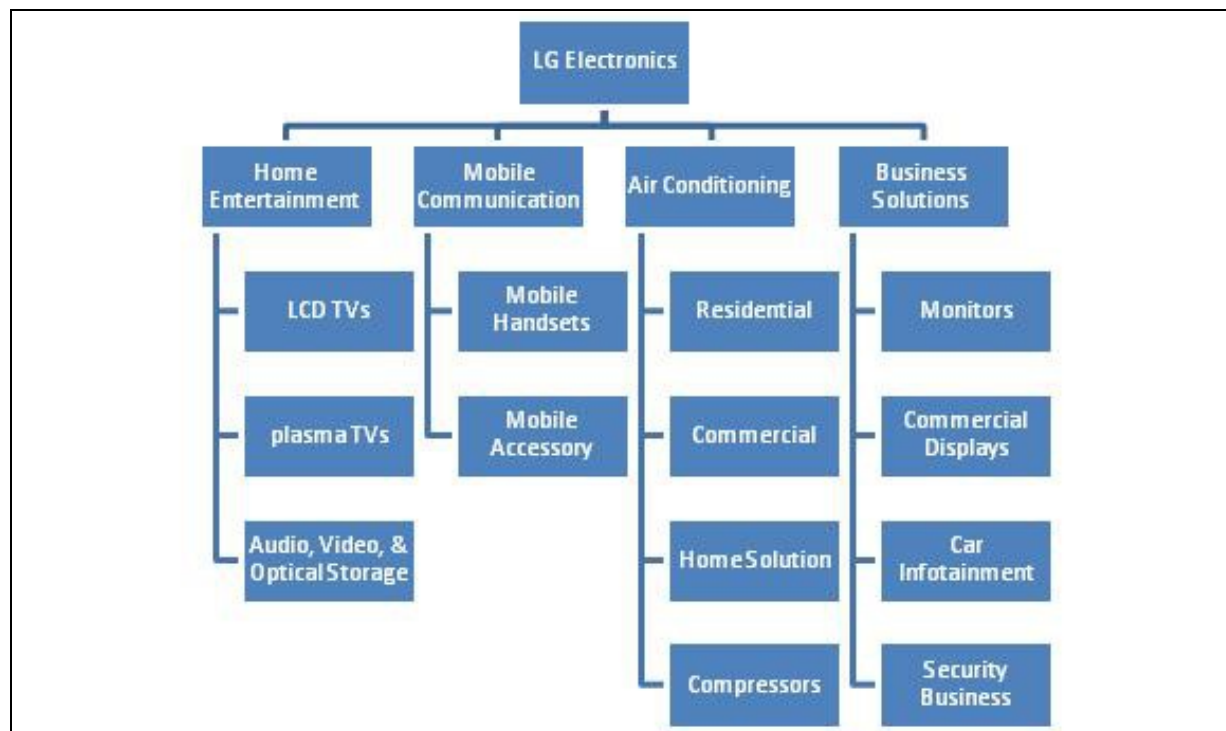 LG Electronics
Home
Entertainment
Mobile
Communication
Air Conditioning
Business
Solutions
LCD TVs
Mobile
Handsets
Residential
Monitors
plasma TVs
Mobile
Accessory
Commercial
Commercial
Displays
Audio, Video, &
Optical Storage
Home Solution
Car
Infotainment
Compressors
Security
Business